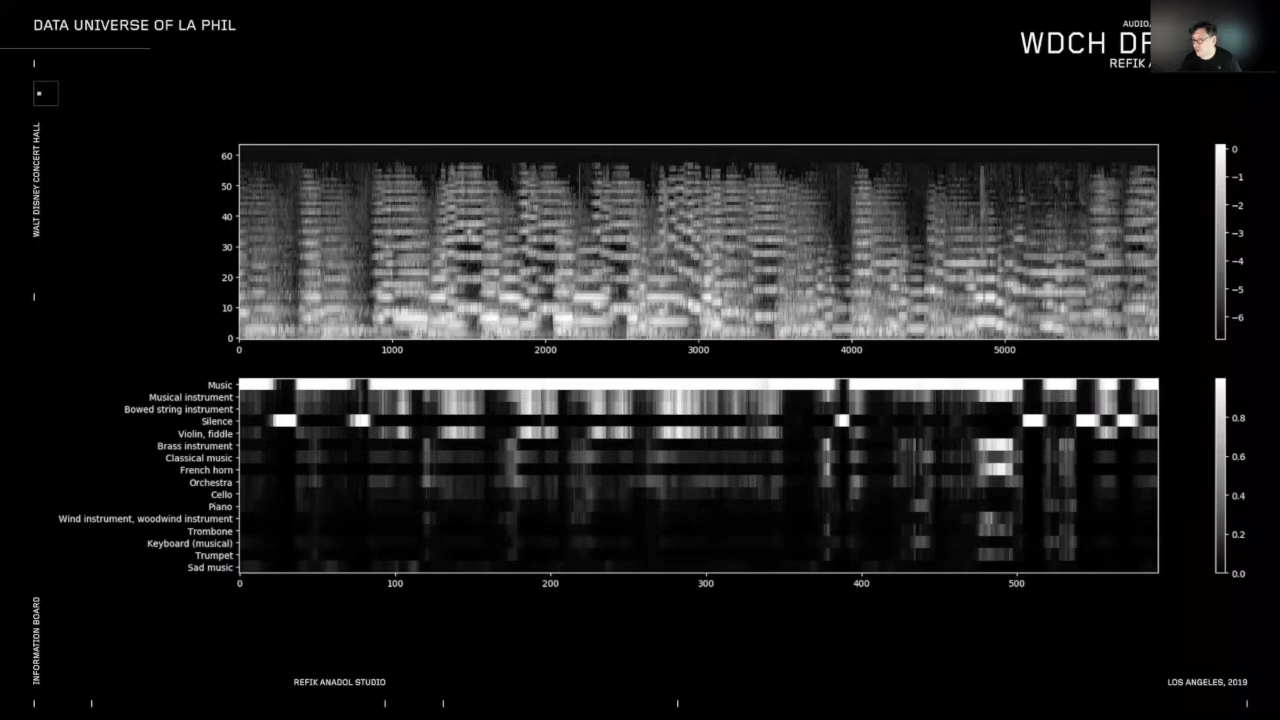 DATA UNIVERSE OF LA PHIL
AUDIO
WDCH
REFIK
WALT DISNEY CONCERT HALL
60
50
40
30
20
10
0
0 1000 2000 3000 4000 5000
0
−1
−2
−3
−4
−5
−6
Music
Musical instrument
Bowed string instrument
Silence
Violin, fiddle
Brass instrument
Classical music
French horn
Orchestra
Cello
Piano
Wind instrument, woodwind instrument
Trombone
Keyboard (musical)
Trumpet
Sad music
0 100 200 300 400 500
0.8
0.6
0.4
0.2
0.0
INFORMATION BOARD
REFIK ANADOL STUDIO
LOS ANGELES, 2019